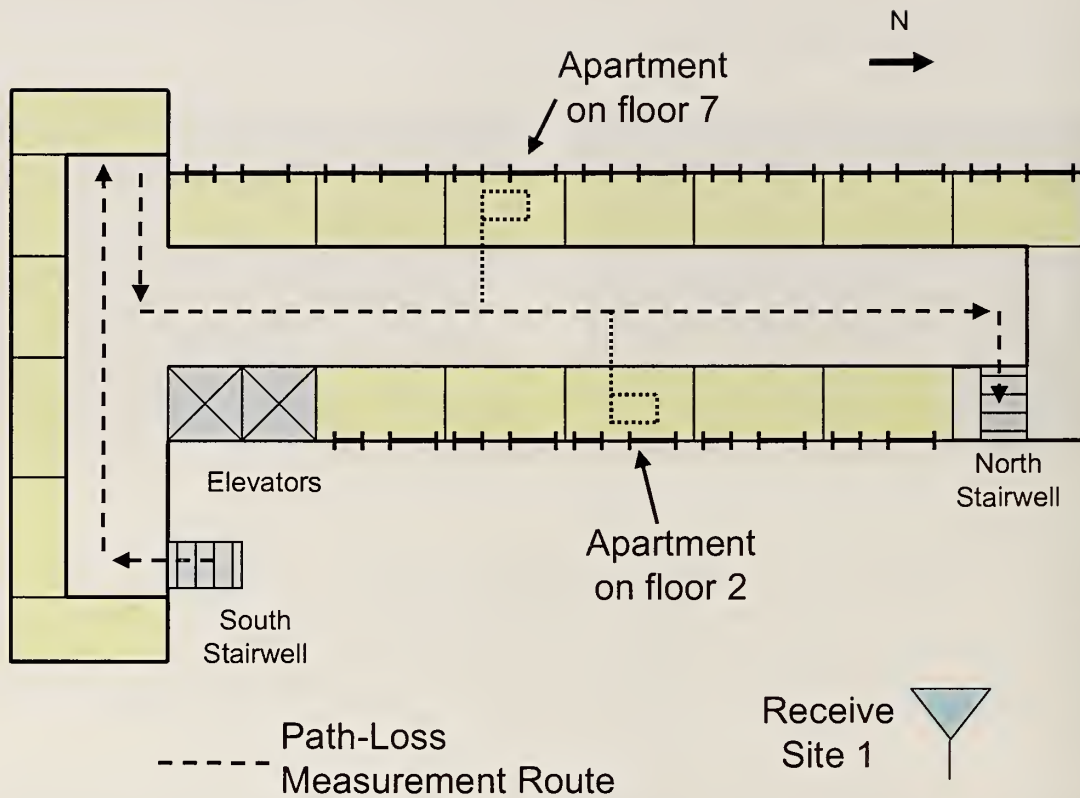 N
Apartment
on floor 7
Elevators
North
Stairwell
Apartment
on floor 2
South
Stairwell
Receive
Site 1
Path-Loss
Measurement Route